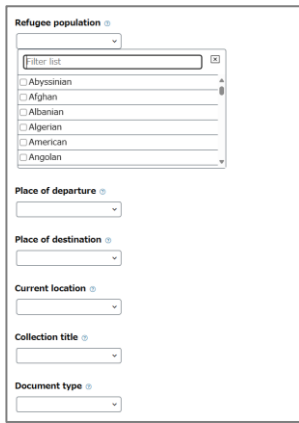 Refugee population
Filter list
Abyssinian
Afghan
Albanian
Algerian
American
Angolan
Place of departure
Place of destination
Current location
Collection title
Document type